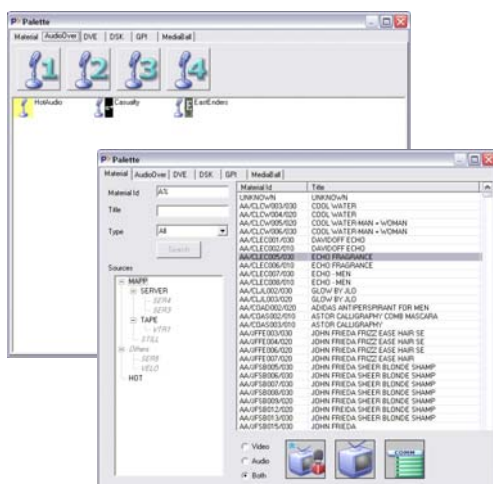 Palette
Material AudioOver DVE DSK GPI MediaBall
1 2 3 4
HotAudio Casualty EastEnders
Palette
Material AudioOver DVE DSK GPI MediaBall
Material Id A%
Title
Type All
Search
Sources
MAPP
SERVER
SER4
SER9
TAPE
VTR1
STILL
Others
SER8
VELO
HOT
Material Id Title
UNKNOWN UNKNOWN
AA/CLCW003/030 COOL WATER
AA/CLCW004/020 COOL WATER
AA/CLCW005/020 COOL WATER-MAN + WOMAN
AA/CLCW006/030 COOL WATER-MAN + WOMAN
AA/CLEC001/030 DAVIDOFF ECHO
AA/CLEC002/010 DAVIDOFF ECHO
AA/CLEC005/030 ECHO FRAGRANCE
AA/CLEC006/010 ECHO FRAGRANCE
AA/CLEC007/030 ECHO - MEN
AA/CLEC008/010 ECHO - MEN
AA/CLJL002/030 GLOW BY JLO
AA/CLJL003/020 GLOW BY JLO
AA/COAD002/020 ADIDAS ANTIPERSPIRANT FOR MEN
AA/COAS002/010 ASTOR CALLIGRAPHY COMB MASCARA
AA/COAS003/010 ASTOR CALLIGRAPHY
AA/JFFE003/030 JOHN FRIEDA FRIZZ EASE HAIR SE
AA/JFFE004/020 JOHN FRIEDA FRIZZ EASE HAIR SE
AA/JFFE006/020 JOHN FRIEDA FRIZZ EASE HAIR SE
AA/JFFE007/020 JOHN FRIEDA FRIZZ EASE HAIR
AA/JFSB005/030 JOHN FRIEDA SHEER BLONDE SHAMP
AA/JFSB006/030 JOHN FRIEDA SHEER BLONDE SHAMP
AA/JFSB007/030 JOHN FRIEDA SHEER BLONDE SHAMP
AA/JFSB008/030 JOHN FRIEDA SHEER BLONDE SHAMP
AA/JFSB009/020 JOHN FRIEDA SHEER BLONDE SHAMP
AA/JFSB012/020 JOHN FRIEDA SHEER BLONDE SHAMP
AA/JFSB013/030 JOHN FRIEDA SHEER BLONDE SHAMP
AA/JFSB015/030 JOHN FRIEDA
Video
Audio
Both
COMM